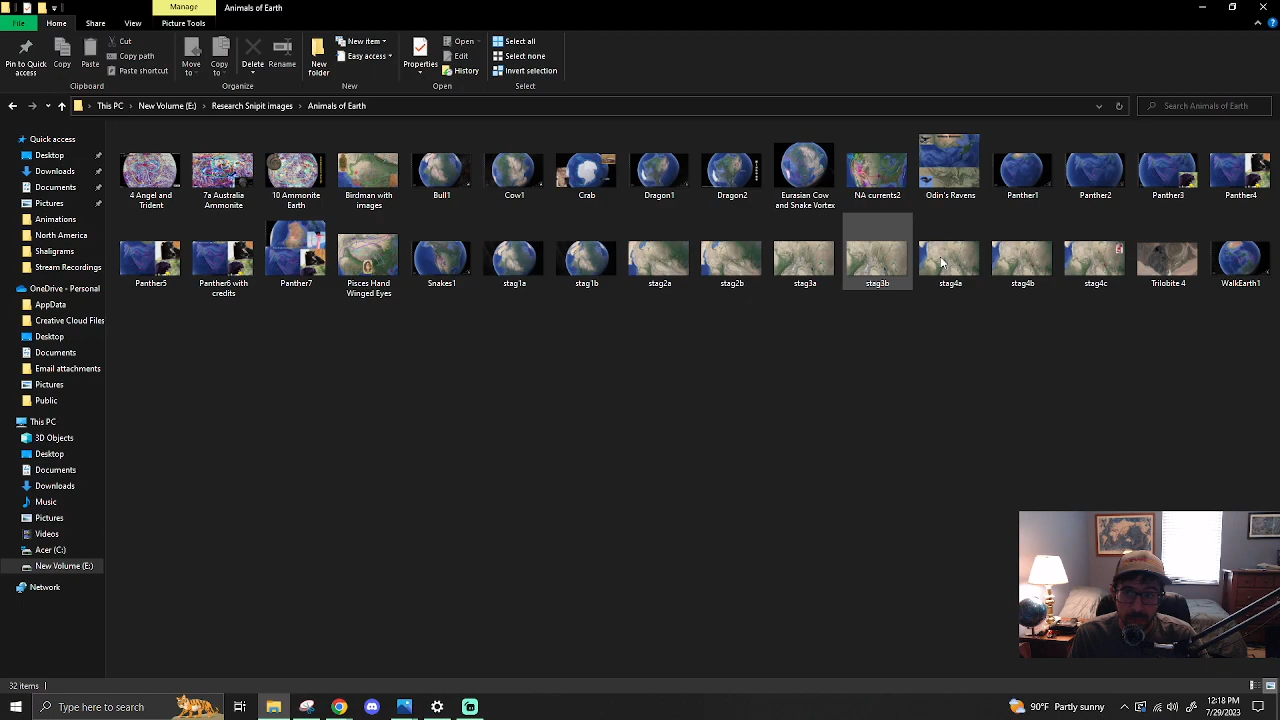 Manage
Animals of Earth
File
Home
Share
View
Picture Tools
Pin to Quick access
Copy
Paste
Cut
Copy path
Paste shortcut
Clipboard
Move to
Copy to
Delete
Rename
Organize
New folder
New item
Easy access
New
Properties
Open
Edit
History
Open
Select all
Select none
Invert selection
Select
This PC > New Volume (E:) > Research Snipit images > Animals of Earth
Search Animals of Earth
Quick access
Desktop
Downloads
Documents
Pictures
Animations
North America
Saligrams
Stream Recordings
OneDrive - Personal
AppData
Creative Cloud Files
Desktop
Documents
Email attachments
Pictures
Public
This PC
3D Objects
Desktop
Documents
Downloads
Music
Pictures
Videos
Acer (C:)
New Volume (E:)
Network
4 Angel and Trident
7a Australia Ammonite
10 Ammonite Earth
Birdman with images
Bull1
Cow1
Crab
Dragon1
Dragon2
Eurasian Cow and Snake Vortex
NA currents2
Odin's Ravens
Panther1
Panther2
Panther3
Panther4
Panther5
Panther6 with credits
Panther7
Pisces Hand Winged Eyes
Snakes1
stag1a
stag1b
stag2a
stag2b
stag3a
stag3b
stag4a
stag4b
stag4c
Trilobite 4
WalkEarth1
32 items
Type here to search
90°F Partly sunny
12:18 PM
7/29/2023